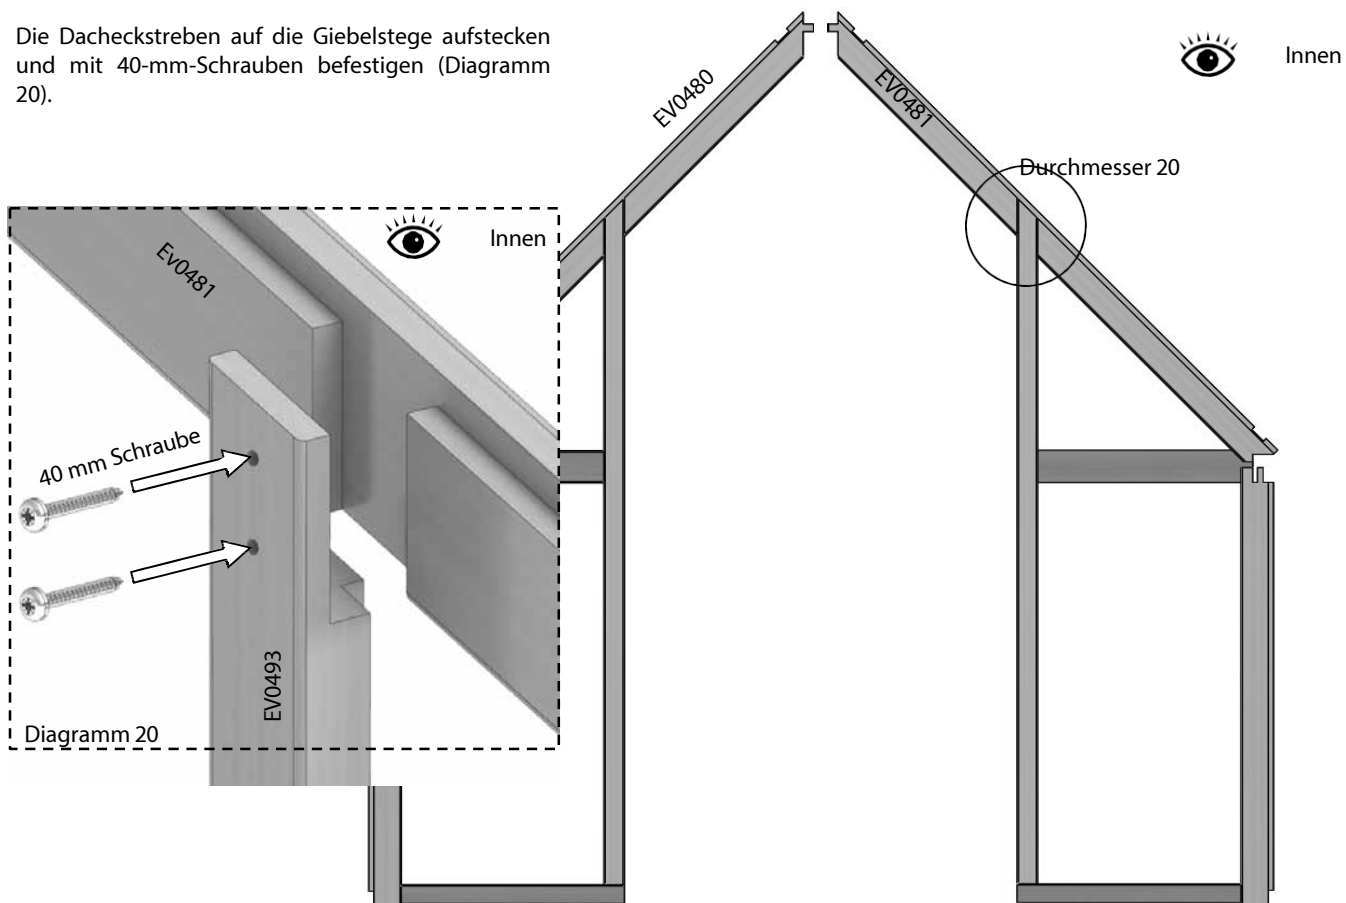 Die Dacheckstreben auf die Giebelstege aufstecken
und mit 40-mm-Schrauben befestigen (Diagramm
20).
Innen
EV0480
EV0481
Durchmesser 20
Innen
Ev0481
40 mm Schraube
EV0493
Diagramm 20